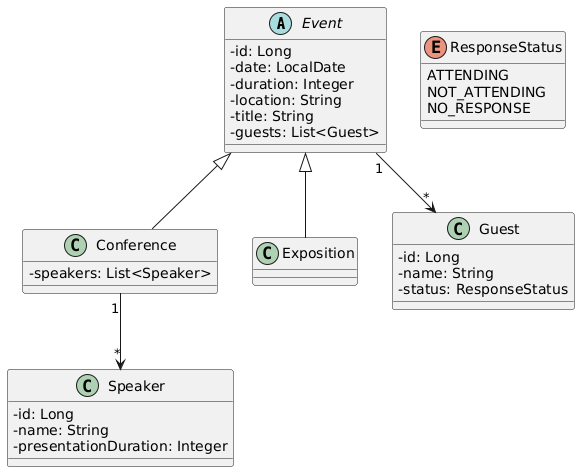 A Event
-id: Long
-date: LocalDate
-duration: Integer
-location: String
-title: String
-guests: List<Guest>
E ResponseStatus
ATTENDING
NOT_ATTENDING
NO_RESPONSE
1
*
C Conference
-speakers: List<Speaker>
C Exposition
C Guest
-id: Long
-name: String
-status: ResponseStatus
1
*
C Speaker
-id: Long
-name: String
-presentationDuration: Integer